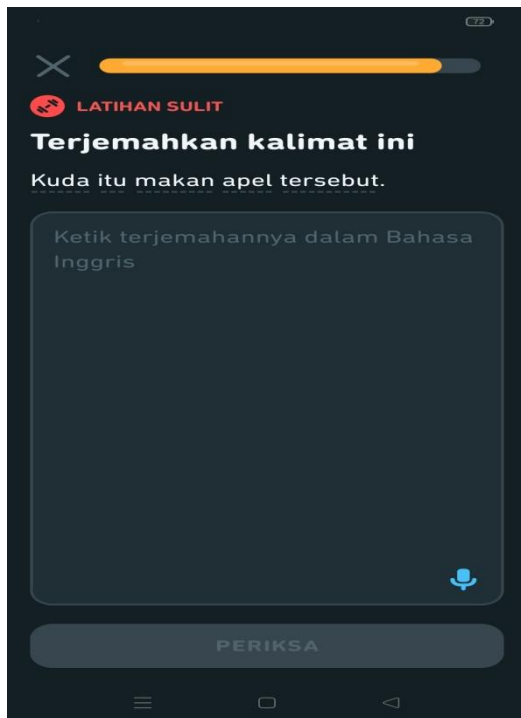 72
LATIHAN SULIT
Terjemahkan kalimat ini
Kuda itu makan apel tersebut.
Ketik terjemahannya dalam Bahasa
Inggris
PERIKSA